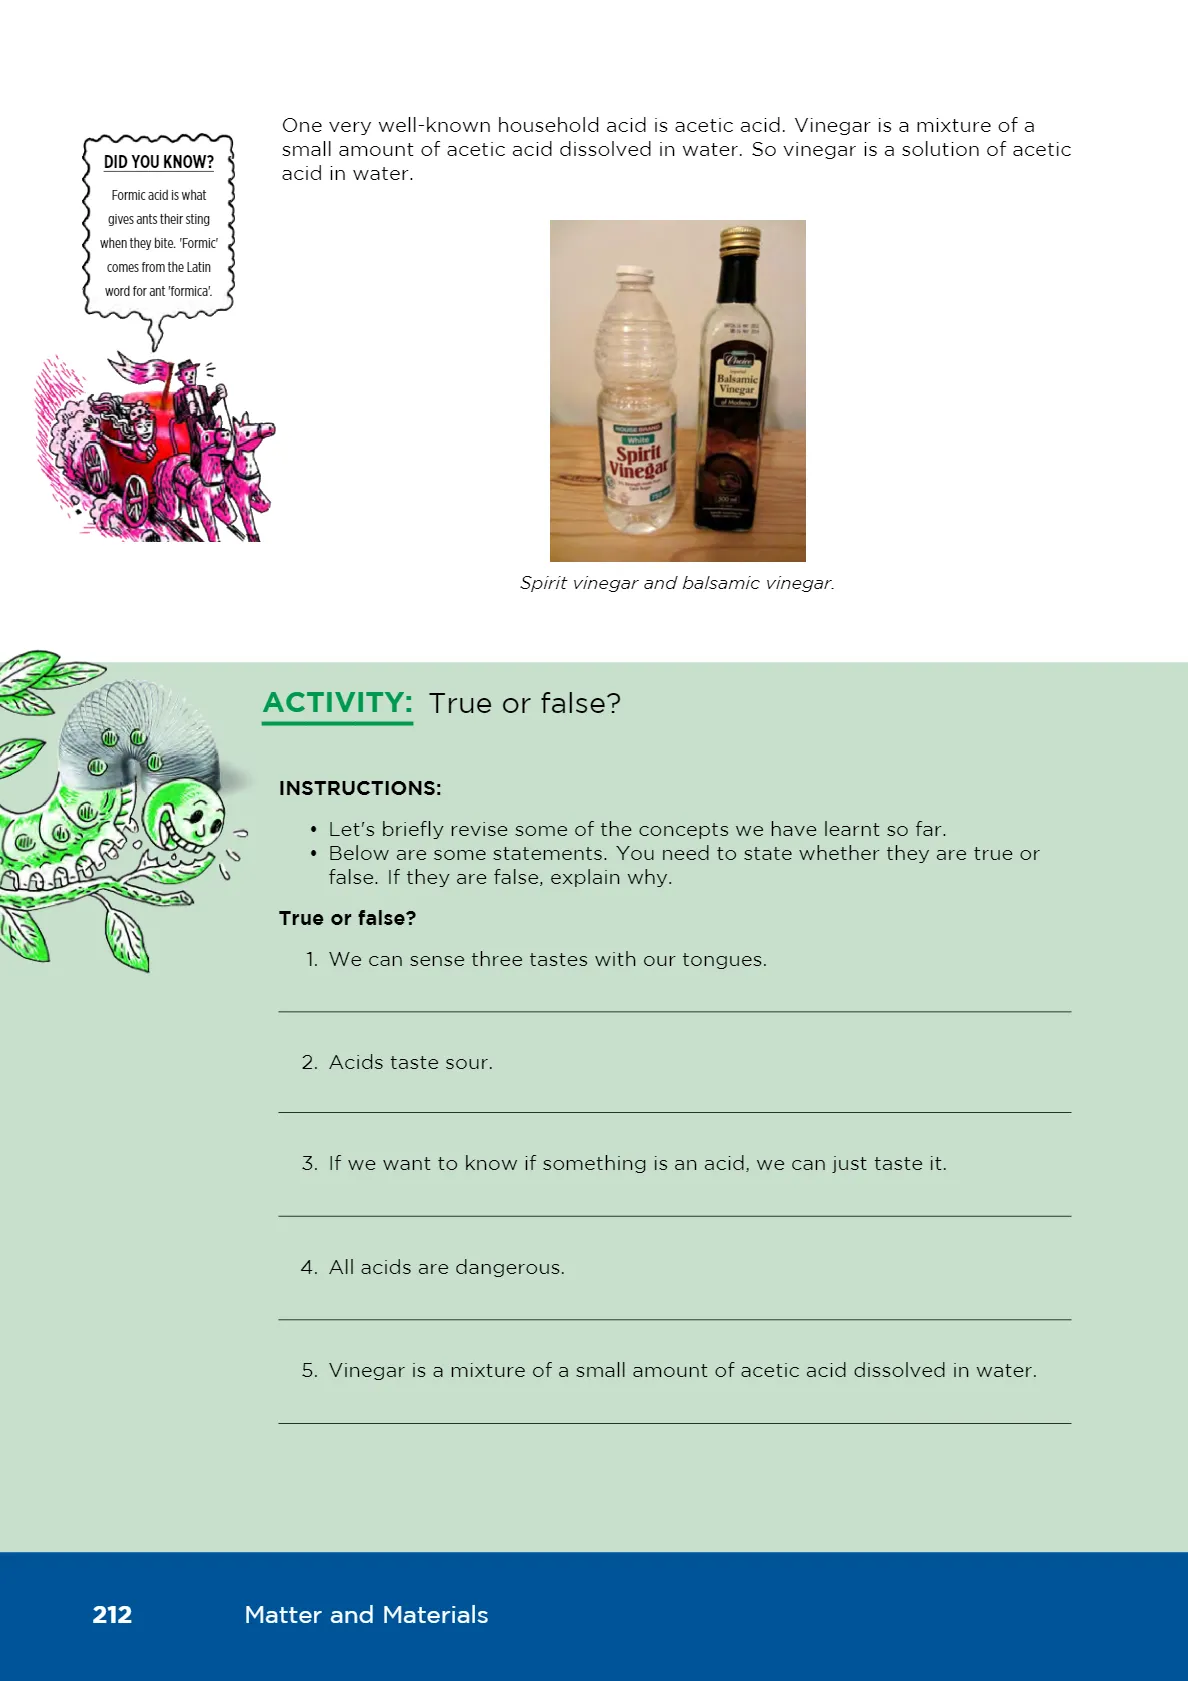 One very well-known household acid is acetic acid. Vinegar is a mixture of a
small amount of acetic acid dissolved in water. So vinegar is a solution of acetic
acid in water.
DID YOU KNOW?
Formic acid is what
gives ants their sting
when they bite. 'Formic'
comes from the Latin
word for ant 'formica'.
HOUSE BRAND
White
Spirit
Vinegar
Choice
Balsamic
Vinegar
of Modena
500 ml
Spirit vinegar and balsamic vinegar.
ACTIVITY: True or false?
INSTRUCTIONS:
• Let's briefly revise some of the concepts we have learnt so far.
• Below are some statements. You need to state whether they are true or
false. If they are false, explain why.
True or false?
1. We can sense three tastes with our tongues.
2. Acids taste sour.
3. If we want to know if something is an acid, we can just taste it.
4. All acids are dangerous.
5. Vinegar is a mixture of a small amount of acetic acid dissolved in water.
212 Matter and Materials